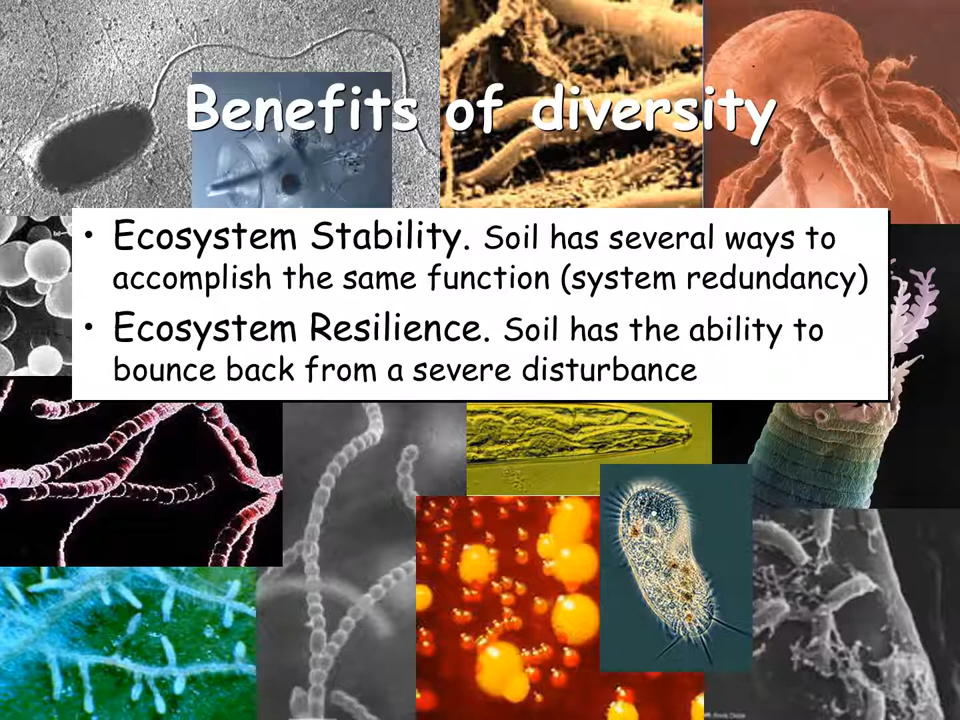 Benefits of diversity
• Ecosystem Stability. Soil has several ways to
accomplish the same function (system redundancy)
• Ecosystem Resilience. Soil has the ability to
bounce back from a severe disturbance